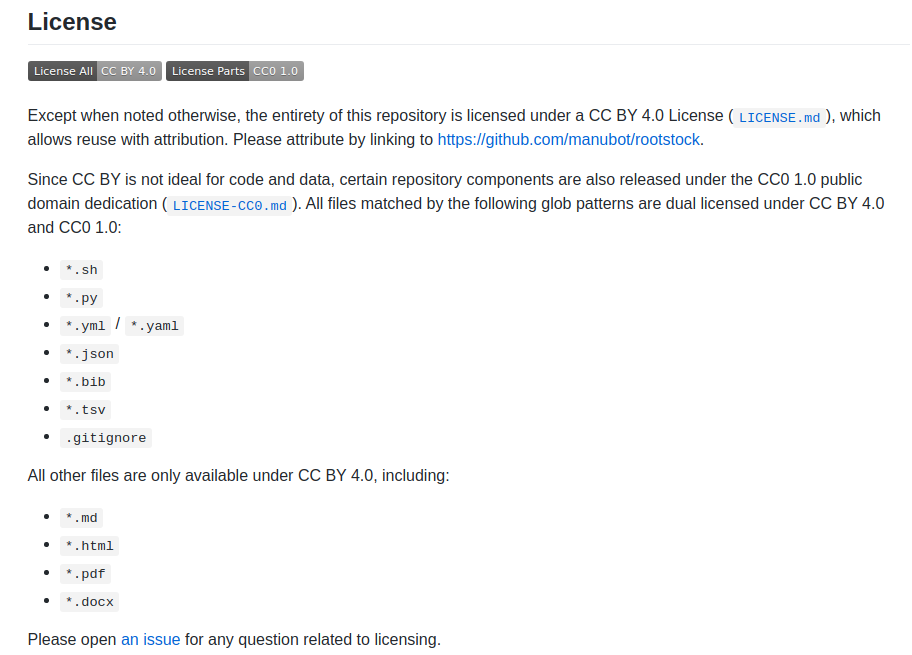 License
License All CC BY 4.0 License Parts CC0 1.0
Except when noted otherwise, the entirety of this repository is licensed under a CC BY 4.0 License ( LICENSE.md ), which
allows reuse with attribution. Please attribute by linking to https://github.com/manubot/rootstock.
Since CC BY is not ideal for code and data, certain repository components are also released under the CC0 1.0 public
domain dedication ( LICENSE-CC0.md ). All files matched by the following glob patterns are dual licensed under CC BY 4.0
and CC0 1.0:
• *.sh
• *.py
• *.yml / *.yaml
• *.json
• *.bib
• *.tsv
• .gitignore
All other files are only available under CC BY 4.0, including:
• *.md
• *.html
• *.pdf
• *.docx
Please open an issue for any question related to licensing.